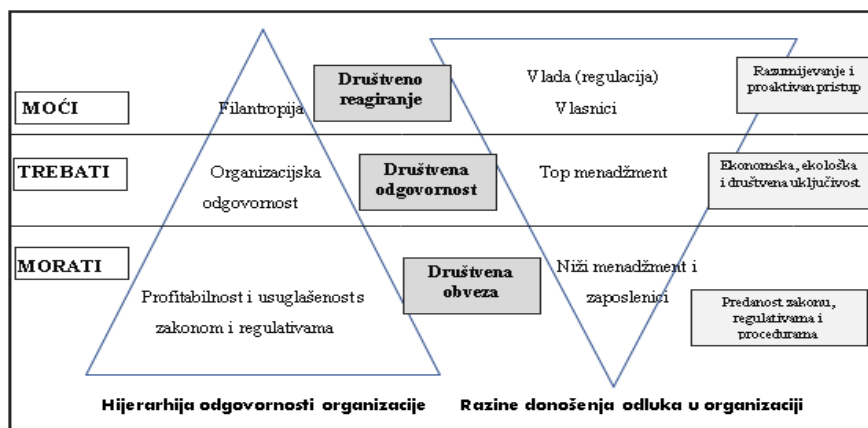 MOĆI
Filantropija
Društveno
reagiranje
Vlada (regulacija)
Vlasnici
Razumijevanje i
proaktivan pristup
TREBATI
Organizacijska
odgovornost
Društvena
odgovornost
Top menadžment
Ekonomska, ekološka
i društvena uključivost
MORATI
Profitabilnost i usuglašenost s
zakonom i regulativama
Društvena
obveza
Niži menadžment i
zaposlenici
Predanost zakonu,
regulativama i
procedurama
Hijerarhija odgovornosti organizacije
Razine donošenja odluka u organizaciji